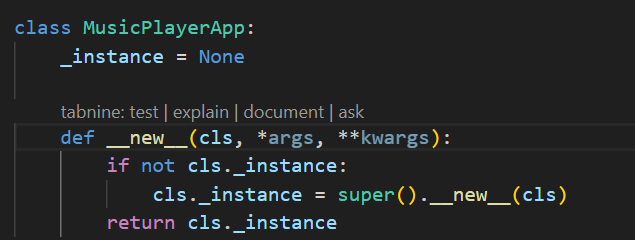 class MusicPlayerApp:
    _instance = None
    tabnine: test | explain | document | ask
    def __new__(cls, *args, **kwargs):
        if not cls._instance:
            cls._instance = super().__new__(cls)
        return cls._instance